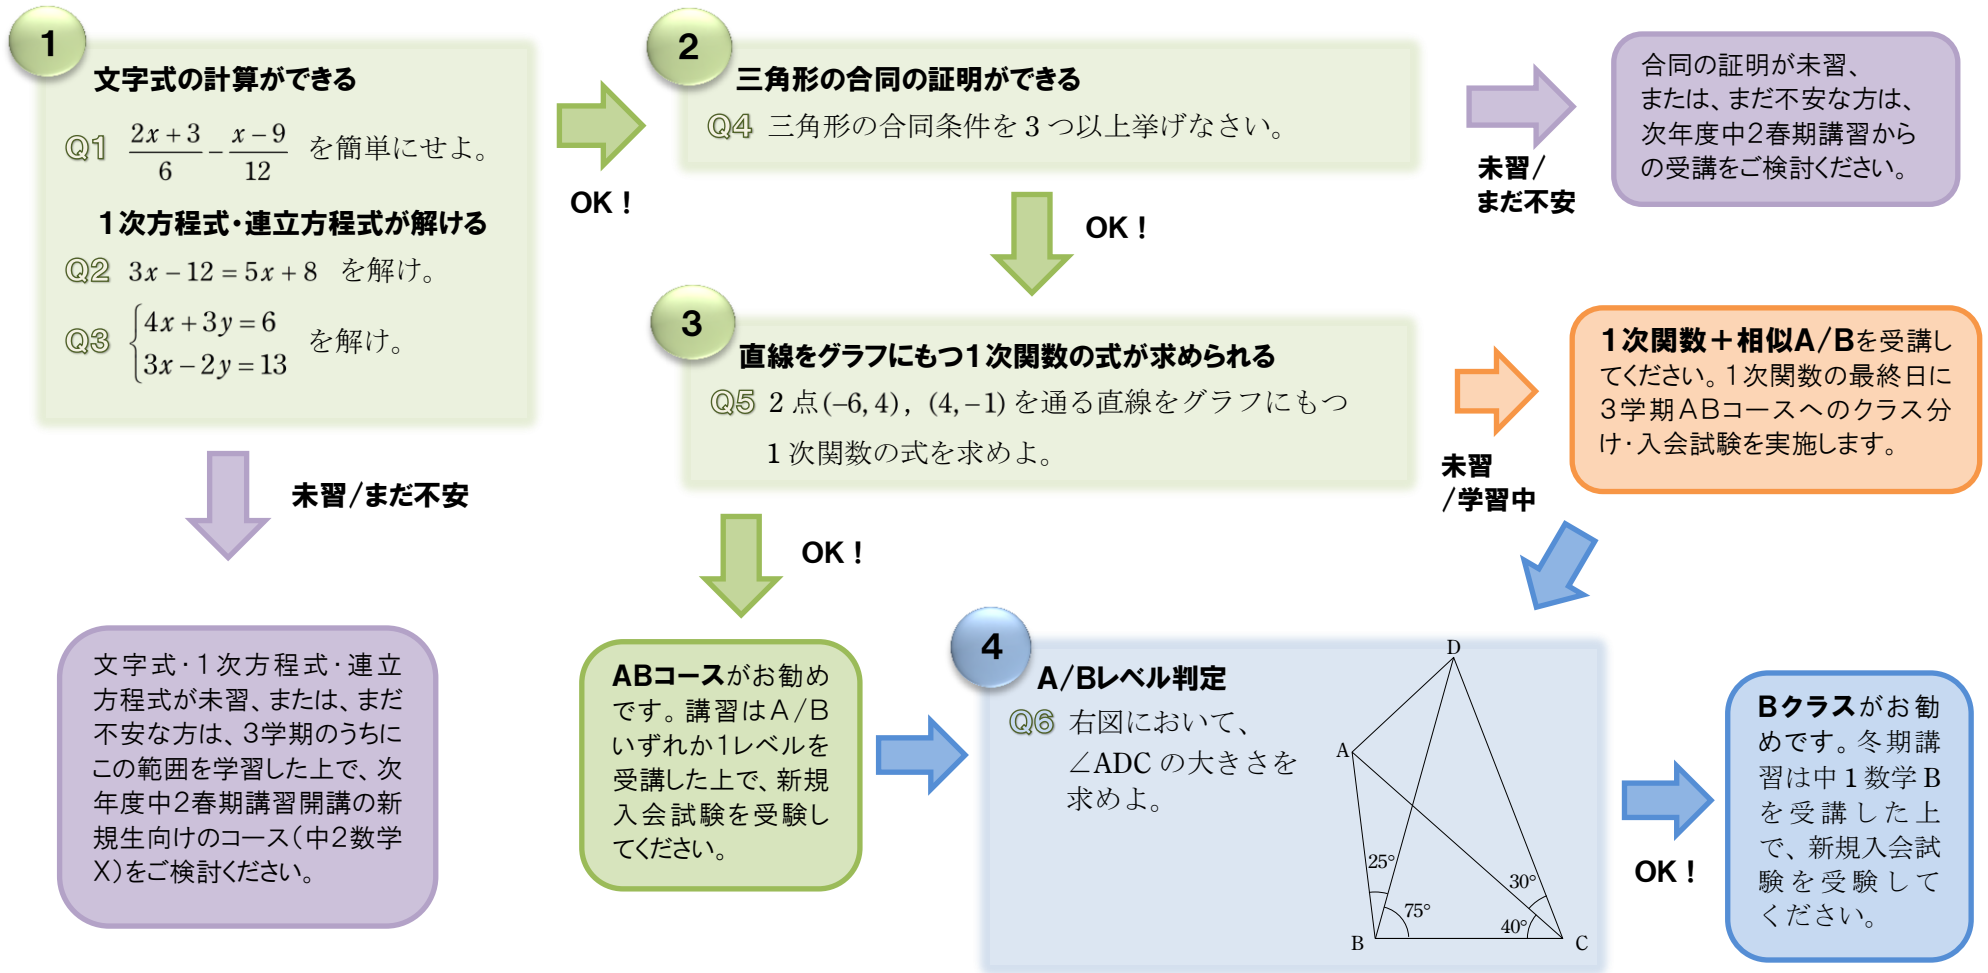 1
文字式の計算ができる
Q1 \frac{2x+3}{6} - \frac{x-9}{12} を簡単にせよ。
1次方程式・連立方程式が解ける
Q2 3x－12＝5x＋8 を解け。
Q3 { 4x＋3y＝6
3x－2y＝13 を解け。
OK！
未習/まだ不安
文字式・1次方程式・連立
方程式が未習、または、まだ
不安な方は、3学期のうちに
この範囲を学習した上で、次
年度中2春期講習開講の新
規生向けのコース（中2数学
X）をご検討ください。
2
三角形の合同の証明ができる
Q4 三角形の合同条件を3つ以上挙げなさい。
未習/
まだ不安
合同の証明が未習、
または、まだ不安な方は、
次年度中2春期講習から
の受講をご検討ください。
OK！
3
直線をグラフにもつ1次関数の式が求められる
Q5 2点(−6, 4), (4, −1)を通る直線をグラフにもつ
1次関数の式を求めよ。
未習
/学習中
1次関数＋相似A/Bを受講し
てください。1次関数の最終日に
3学期ABコースへのクラス分
け・入会試験を実施します。
OK！
ABコースがお勧め
です。講習はA/B
いずれか1レベルを
受講した上で、新規
入会試験を受験し
てください。
4
A/Bレベル判定
Q6 右図において、
∠ADC の大きさを
求めよ。
D
A
25°
75°
30°
40°
B
C
OK！
Bクラスがお勧
めです。冬期講
習は中1数学B
を受講した上
で、新規入会試
験を受験して
ください。